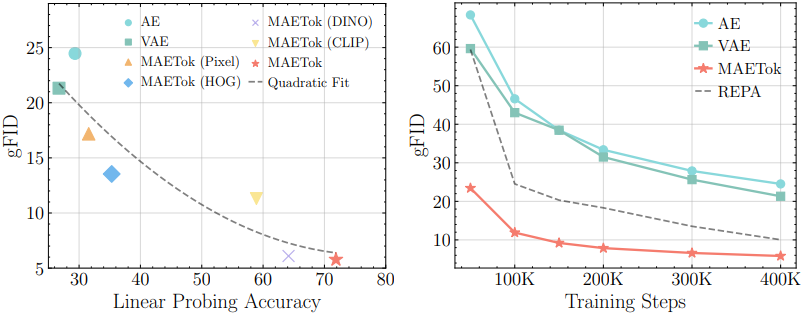 gFID
25
20
15
10
5
30
40
50
60
70
80
Linear Probing Accuracy
AE
VAE
MAETok (Pixel)
MAETok (HOG)
MAETok (DINO)
MAETok (CLIP)
MAETok
Quadratic Fit
gFID
60
50
40
30
20
10
100K
200K
300K
400K
Training Steps
AE
VAE
MAETok
REPA